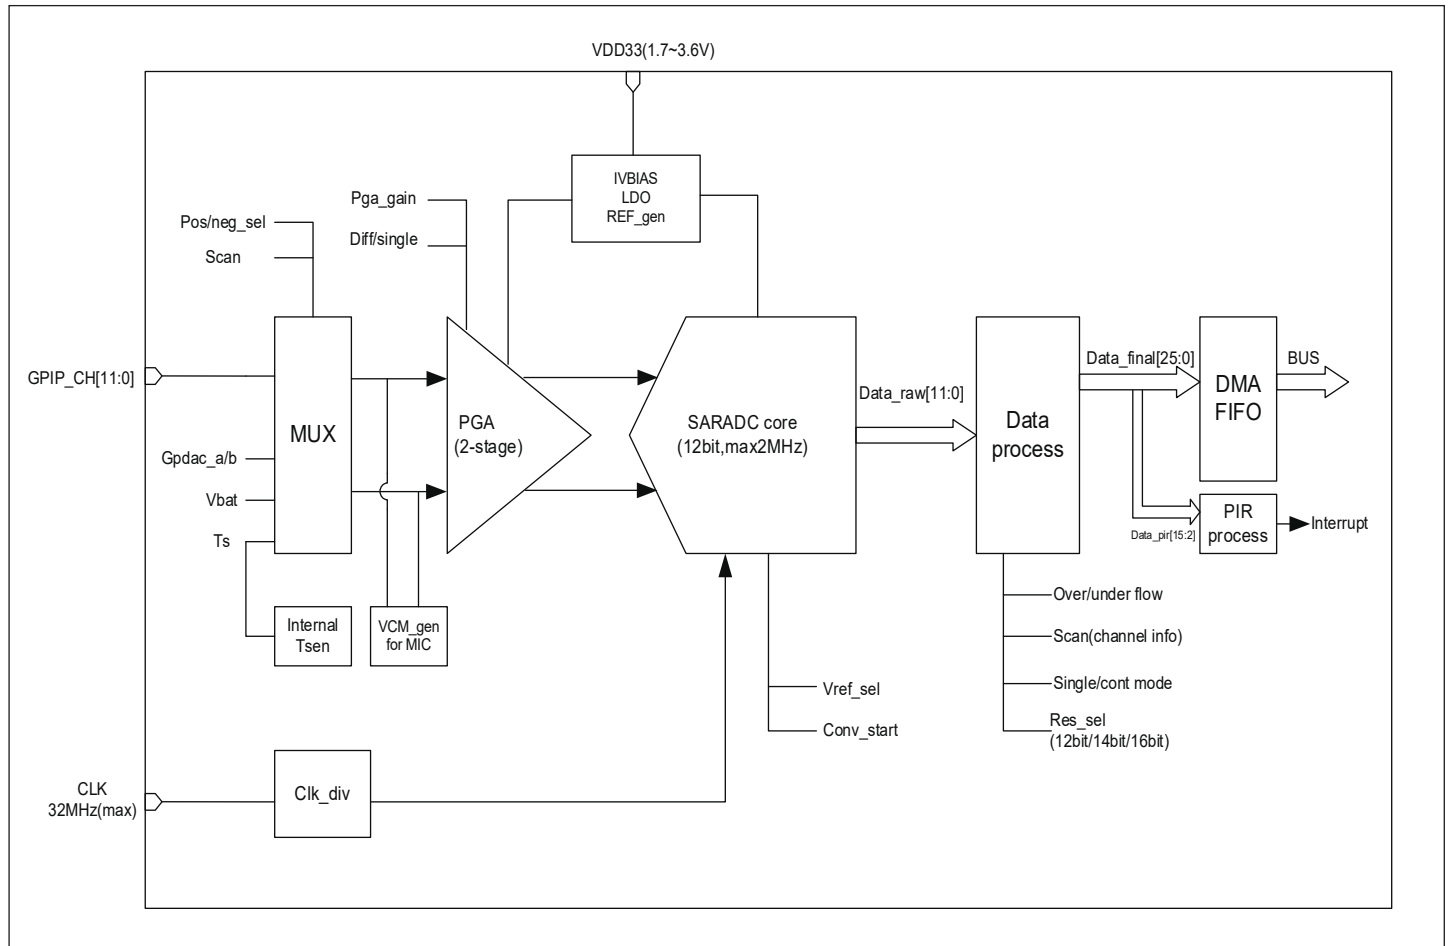 VDD33(1.7~3.6V)
IVBIAS
LDO
REF_gen
Pga_gain
Diff/single
Pos/neg_sel
Scan
GPIP_CH[11:0]
MUX
Gpdac_a/b
Vbat
Ts
Internal
Tsen
VCM_gen
for MIC
PGA
(2-stage)
SARADC core
(12bit,max2MHz)
Data_raw[11:0]
Data
process
Data_final[25:0]
DMA
FIFO
BUS
Data_pir[15:2]
PIR
process
Interrupt
Over/under flow
Scan(channel info)
Single/cont mode
Res_sel
(12bit/14bit/16bit)
Vref_sel
Conv_start
CLK
32MHz(max)
Clk_div